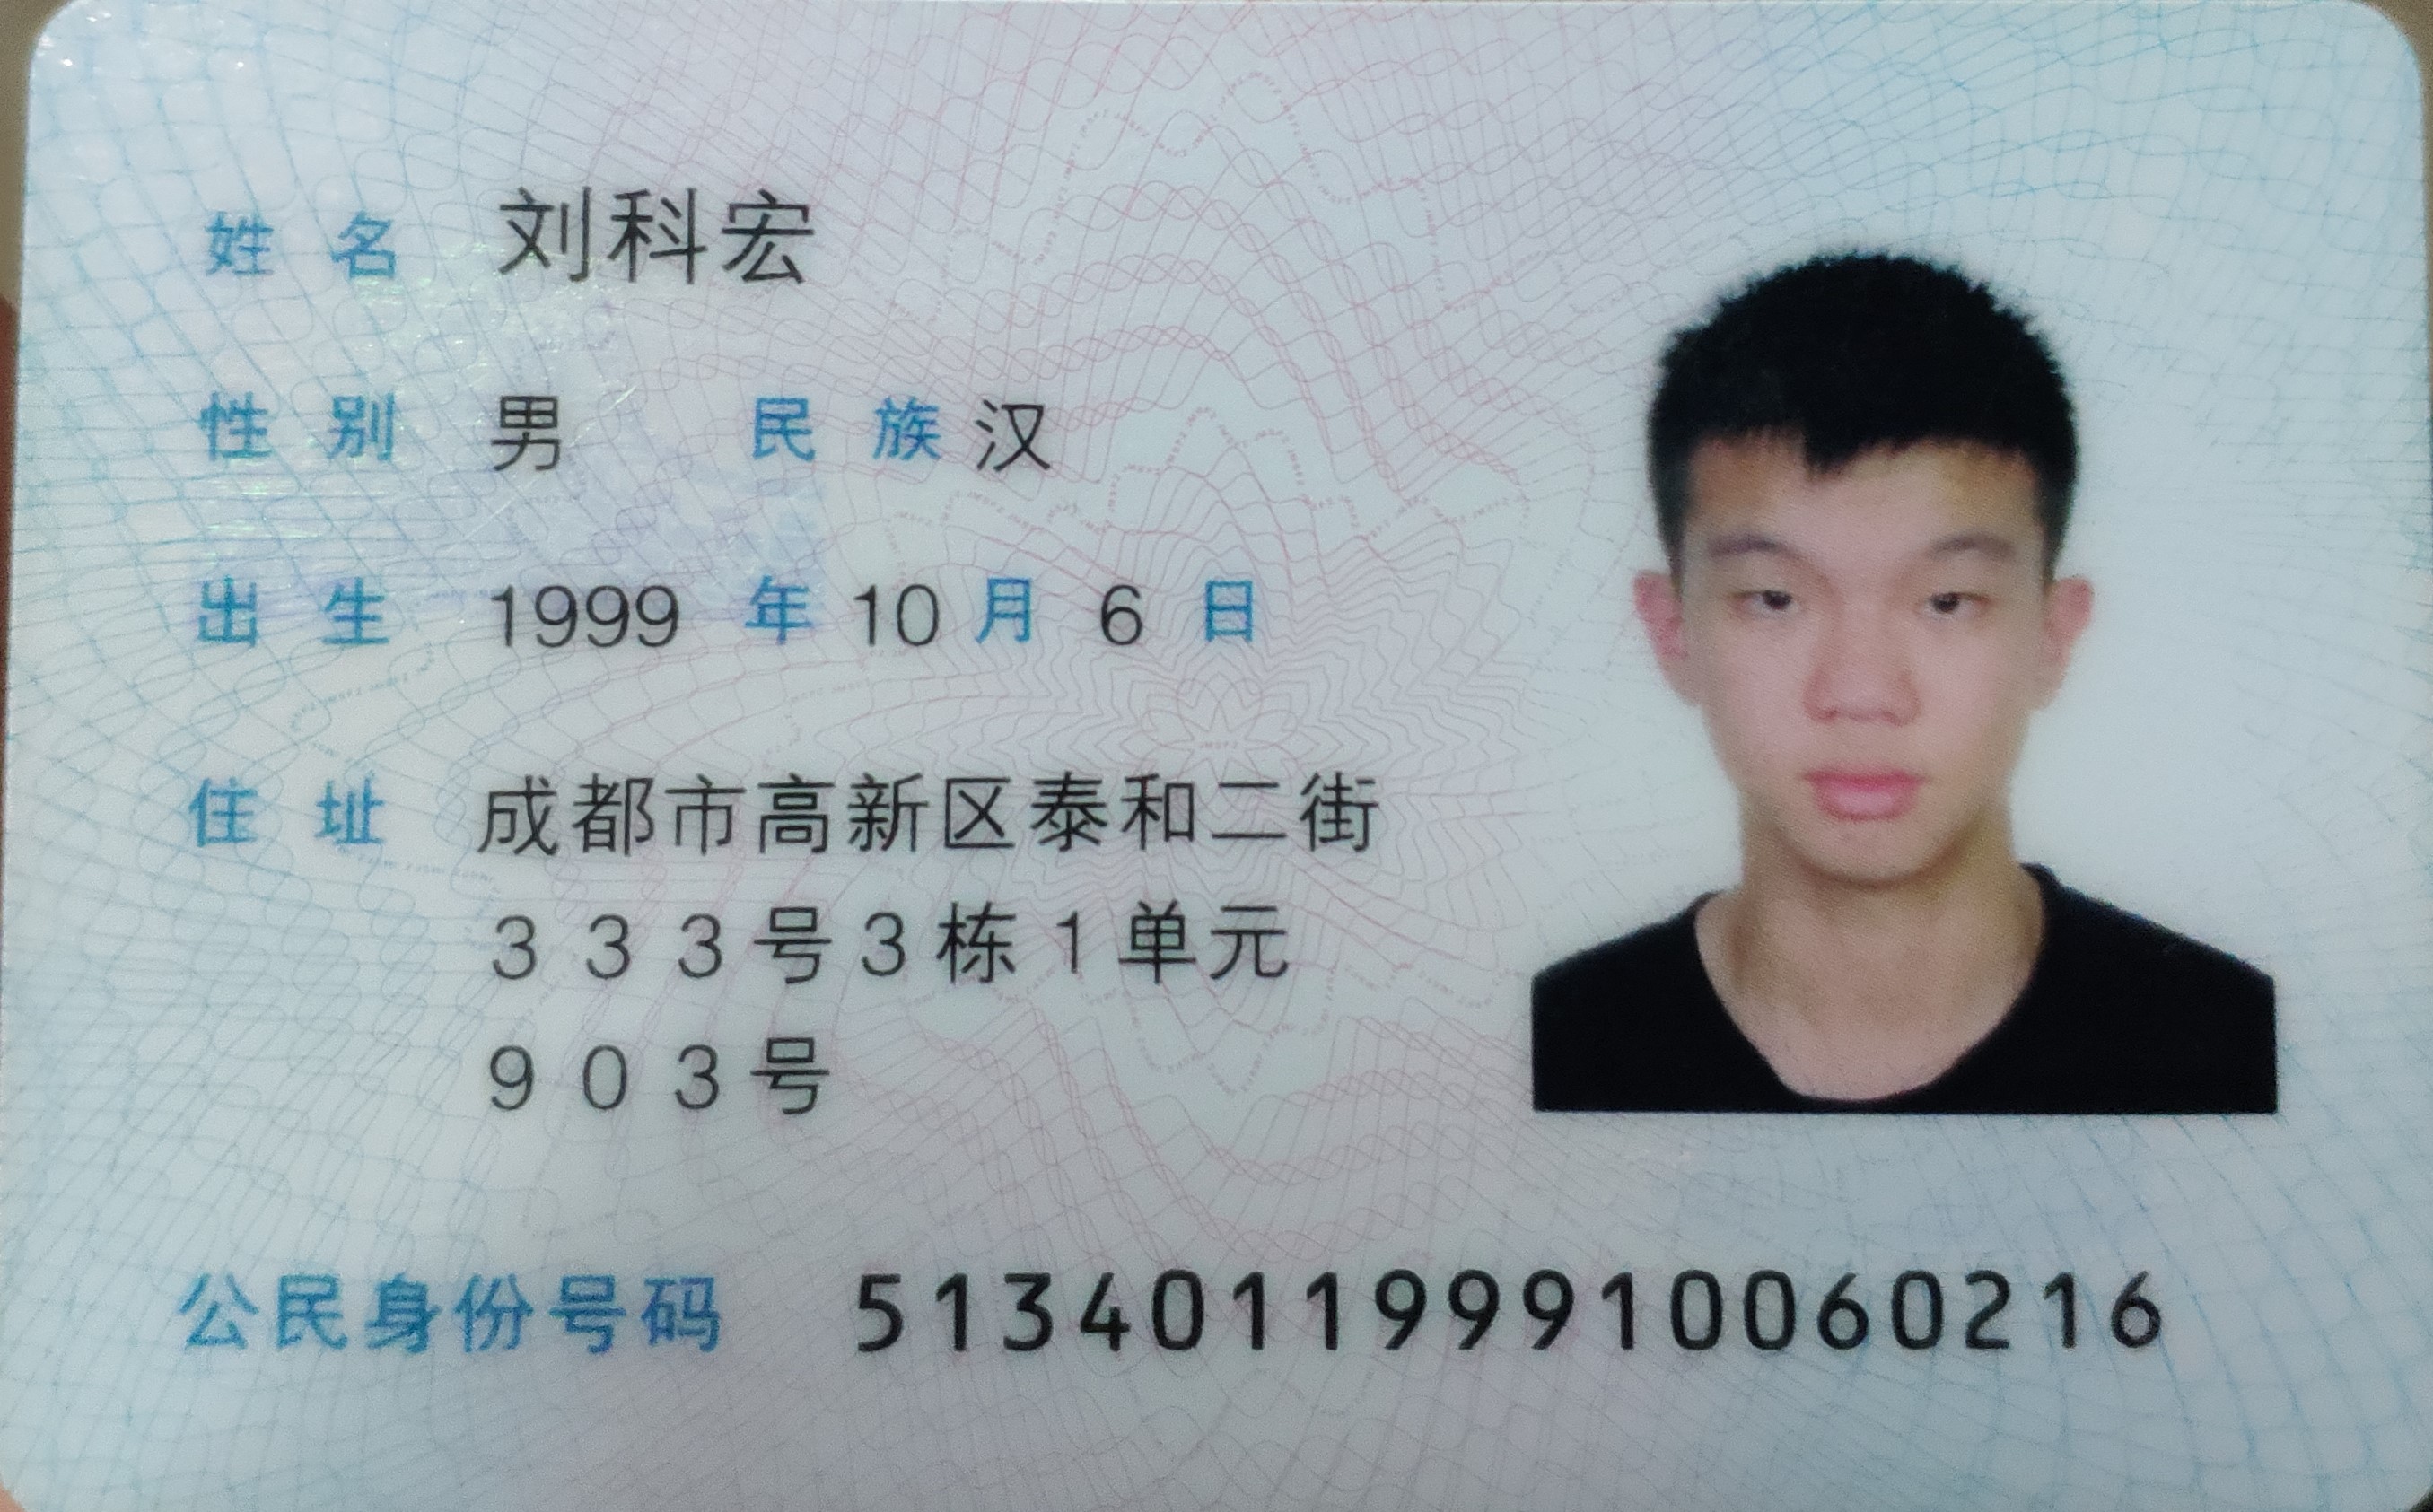 姓名 刘科宏
性别 男 民族 汉
出生 1999 年 10 月 6 日
住址 成都市高新区泰和二街
333号3栋1单元
903号
公民身份号码 513401199910060216